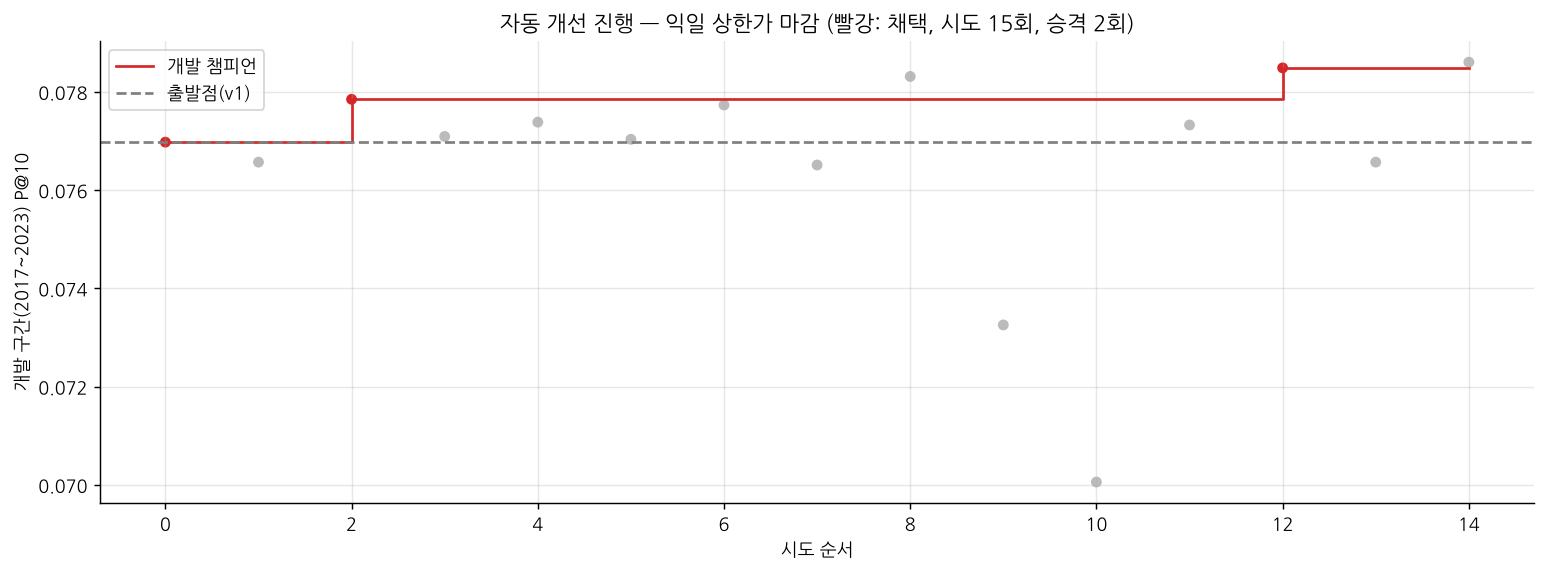 자동 개선 진행 — 익일 상한가 마감 (빨강: 채택, 시도 15회, 승격 2회)
개발 챔피언
출발점(v1)
개발 구간(2017~2023) P@10
0.078
0.076
0.074
0.072
0.070
0 2 4 6 8 10 12 14
시도 순서